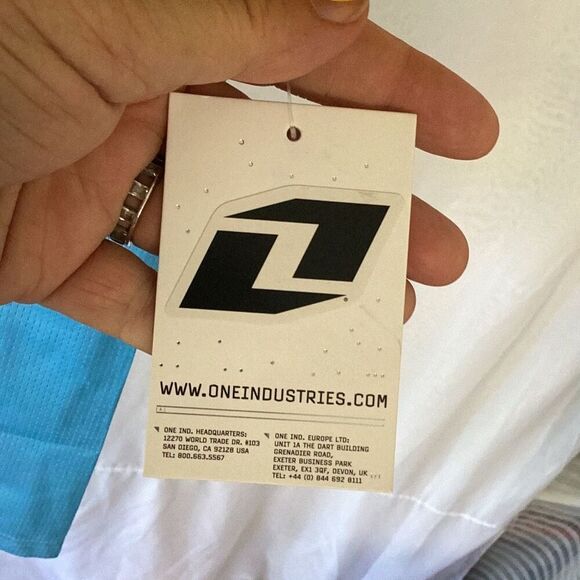 WWW.ONEINDUSTRIES.COM
ONE IND. HEADQUARTERS:
12270 WORLD TRADE DR. #103
SAN DIEGO, CA 92128 USA
TEL: 800.663.5567
ONE IND. EUROPE LTD:
UNIT 1A THE DART BUILDING
GRENADIER ROAD,
EXETER BUSINESS PARK
EXETER, EX1 3QF, DEVON, UK
TEL: +44 (0) 844 692 8111